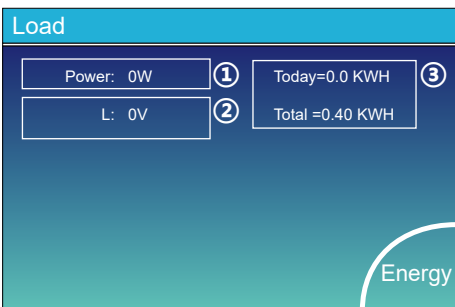 Load
Power: 0W ① Today=0.0 KWH ③
L: 0V ② Total =0.40 KWH
Energy